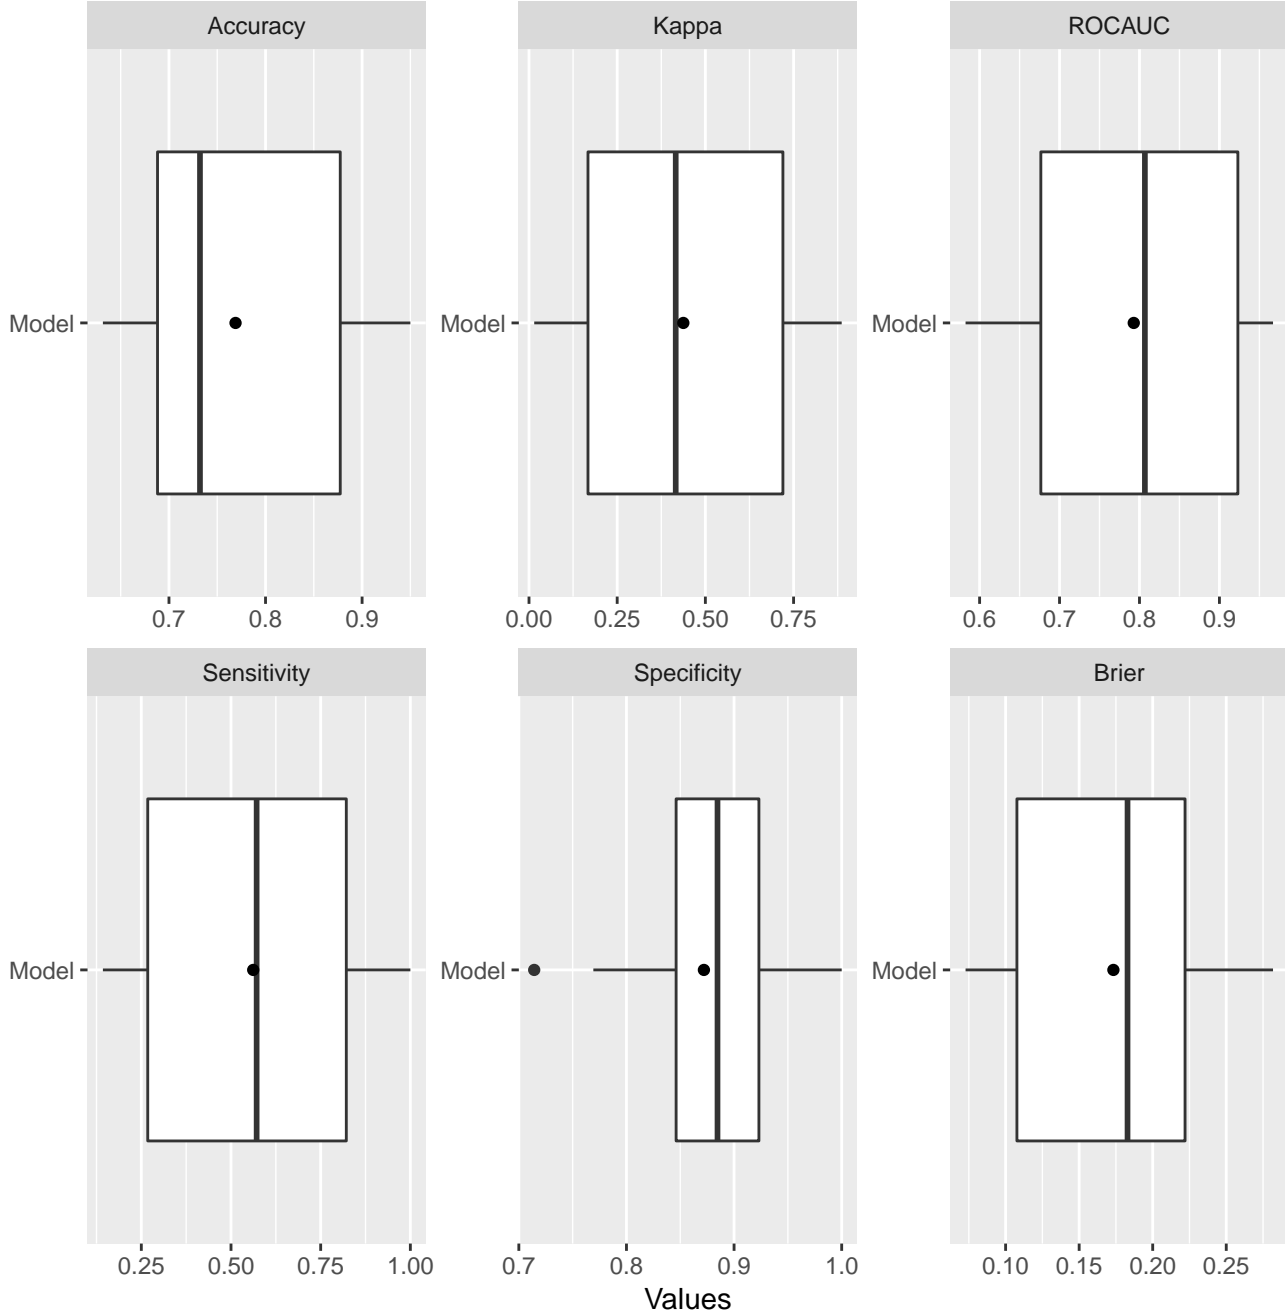 Accuracy Kappa ROCAUC
Model Model Model
0.7 0.8 0.9 0.00 0.25 0.50 0.75 0.6 0.7 0.8 0.9
Sensitivity Specificity Brier
Model Model Model
0.25 0.50 0.75 1.00 0.7 0.8 0.9 1.0 0.10 0.15 0.20 0.25
Values